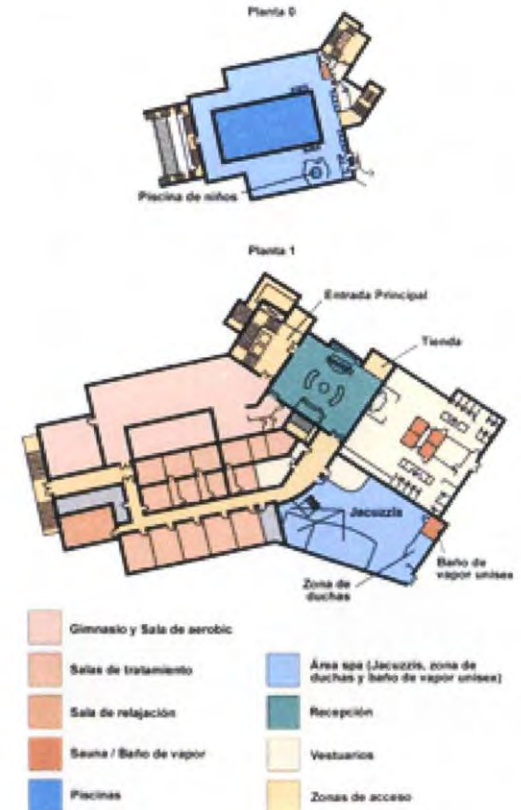 Planta 0
Piscina de niños
Planta 1
Entrada Principal
Tienda
Jacuzzis
Baño de
vapor unisex
Zona de
duchas
Gimnasio y Sala de aerobic
Salas de tratamiento
Sala de relajación
Sauna / Baño de vapor
Piscinas
Área spa (Jacuzzis, zona de
duchas y baño de vapor unisex)
Recepción
Vestuarios
Zonas de acceso